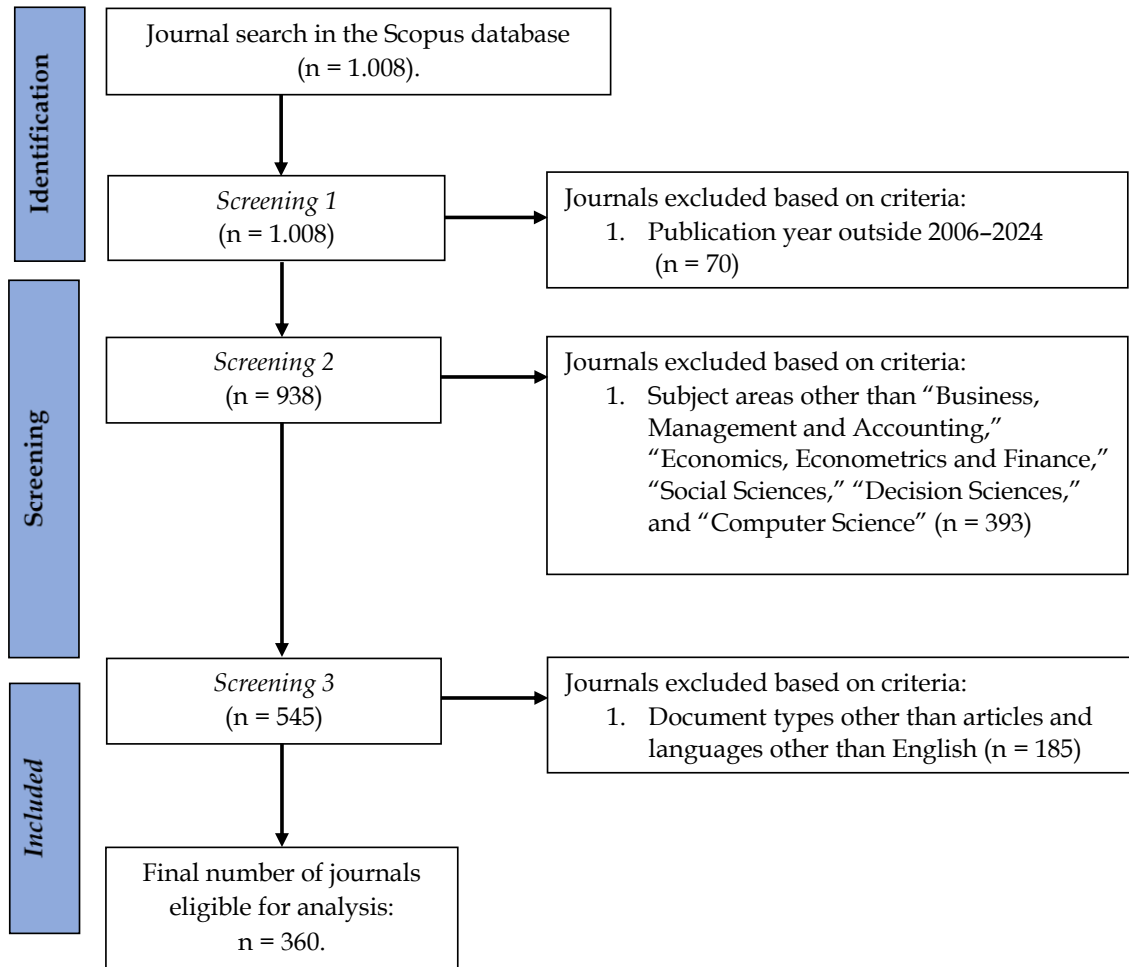 Identification
Journal search in the Scopus database
(n = 1.008).
Screening 1
(n = 1.008)
Journals excluded based on criteria:
1. Publication year outside 2006–2024
(n = 70)
Screening
Screening 2
(n = 938)
Journals excluded based on criteria:
1. Subject areas other than “Business,
Management and Accounting,”
“Economics, Econometrics and Finance,”
“Social Sciences,” “Decision Sciences,”
and “Computer Science” (n = 393)
Screening 3
(n = 545)
Journals excluded based on criteria:
1. Document types other than articles and
languages other than English (n = 185)
Included
Final number of journals
eligible for analysis:
n = 360.